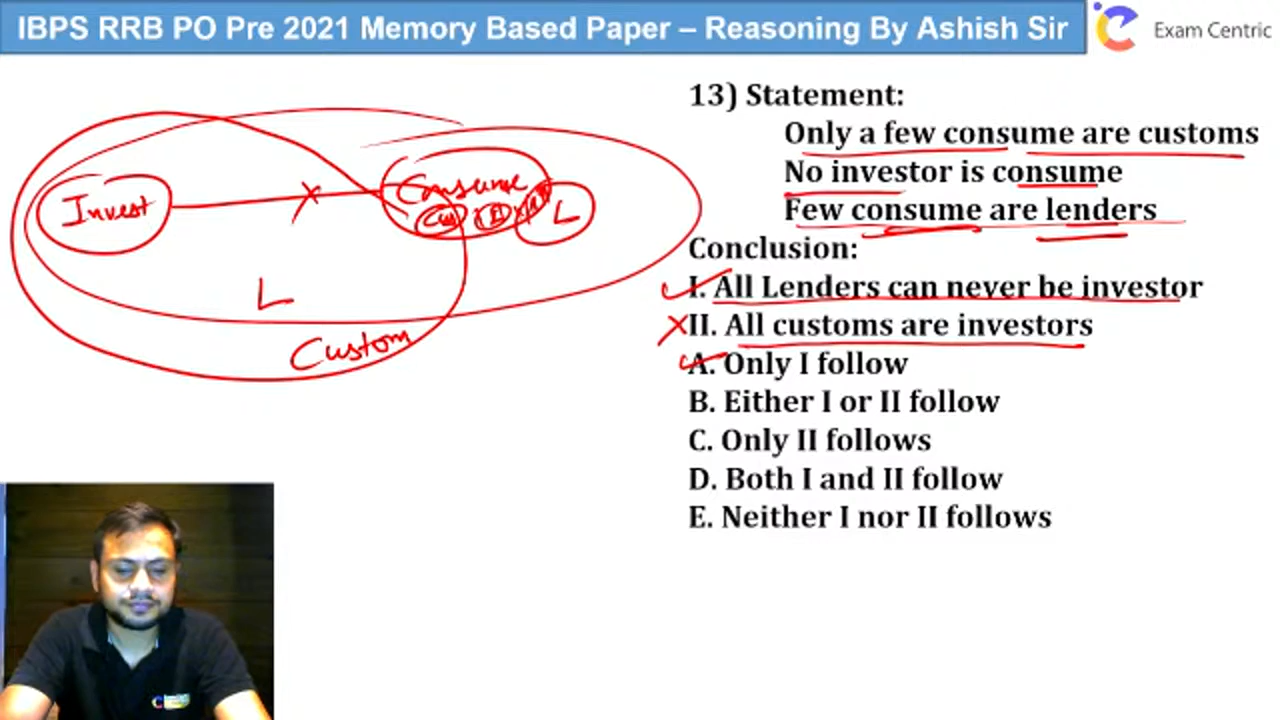 IBPS RRB PO Pre 2021 Memory Based Paper – Reasoning By Ashish Sir
Exam Centric
13) Statement:
Only a few consume are customs
No investor is consume
Few consume are lenders
Conclusion:
I. All Lenders can never be investor
II. All customs are investors
A. Only I follow
B. Either I or II follow
C. Only II follows
D. Both I and II follow
E. Neither I nor II follows
Invest
Consume
L
L
Custom